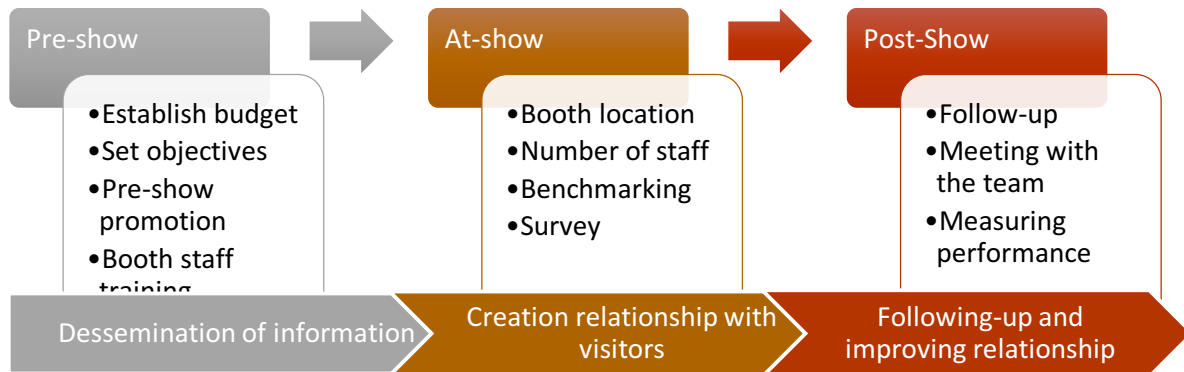 Pre-show
•Establish budget
•Set objectives
•Pre-show
promotion
•Booth staff
training
Dessemination of information
At-show
•Booth location
•Number of staff
•Benchmarking
•Survey
Creation relationship with
visitors
Post-Show
•Follow-up
•Meeting with
the team
•Measuring
performance
Following-up and
improving relationship